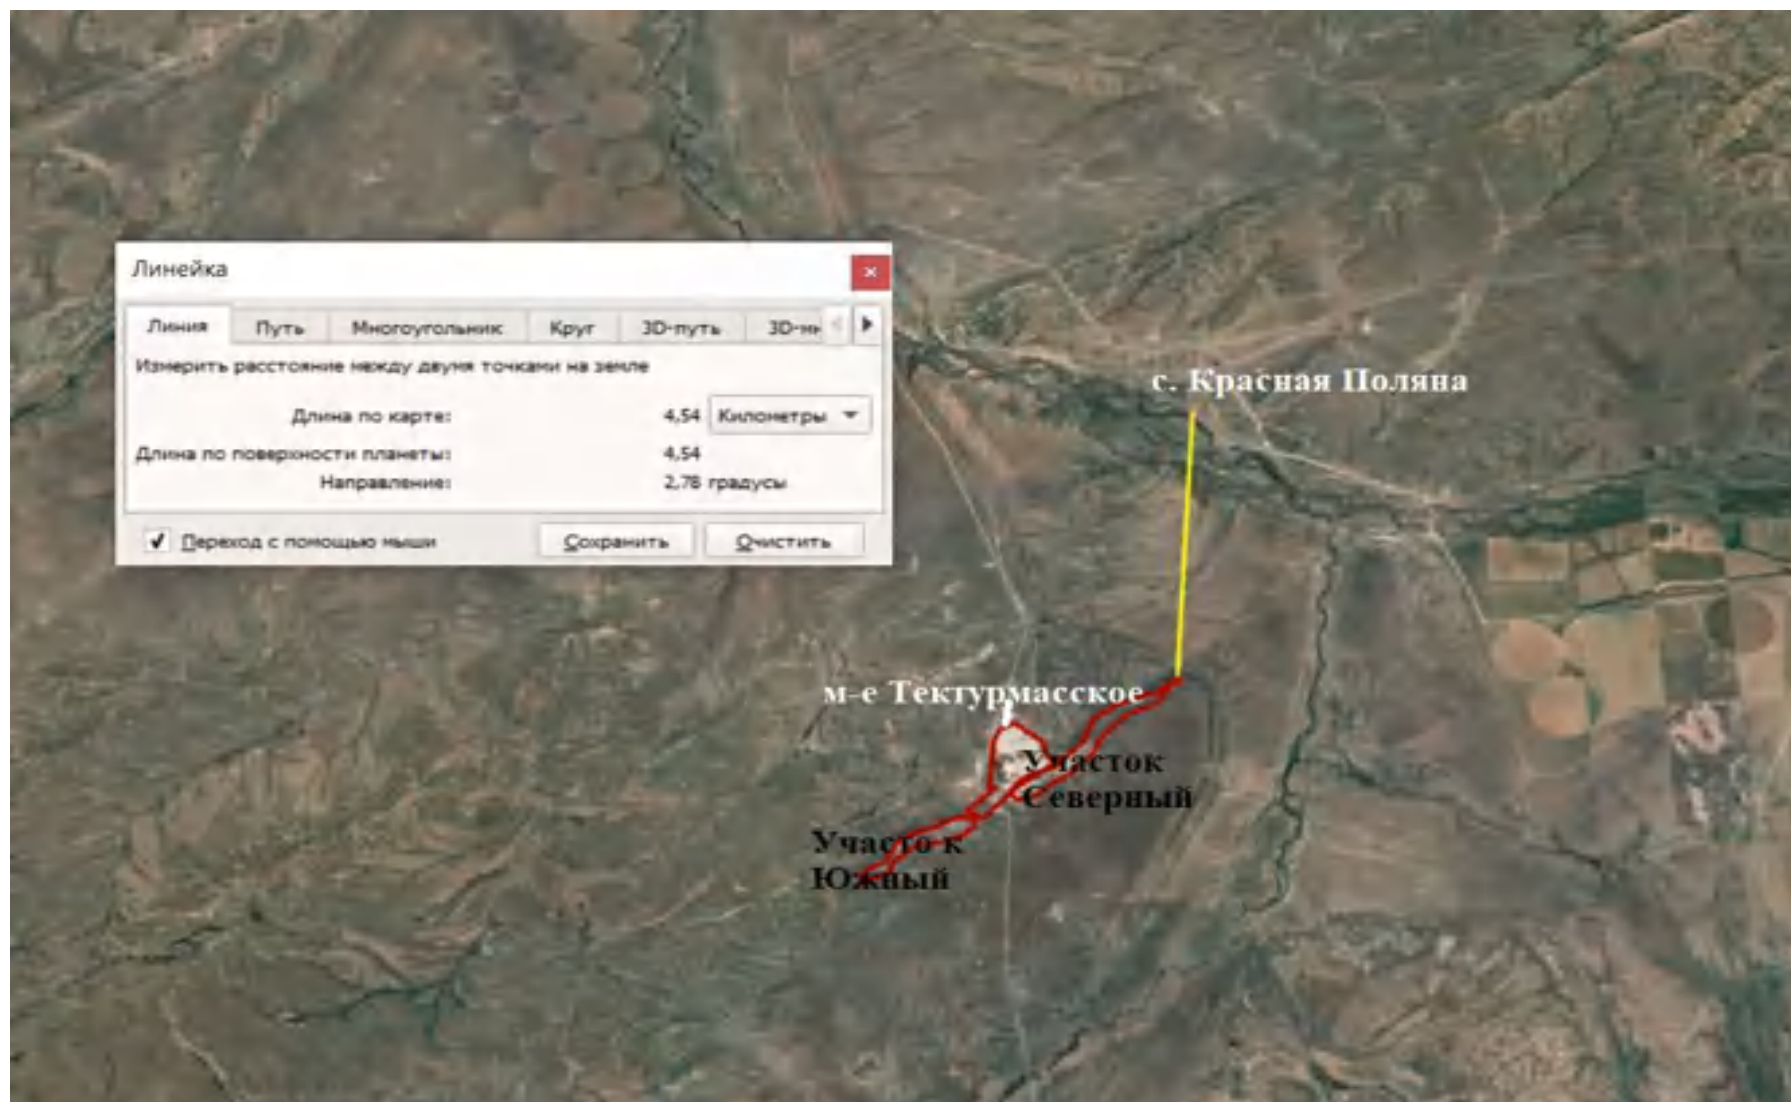 Линейка
Линия Путь Многоугольник Круг 3D-путь 3D-мн
Измерить расстояние между двумя точками на земле
Длина по карте: 4,54 Километры
Длина по поверхности планеты: 4,54
Направление: 2,78 градусы
Переход с помощью мыши Сохранить Очистить
с. Красная Поляна
м-е Тектурмасское
Участок
Северный
Участо к
Южный